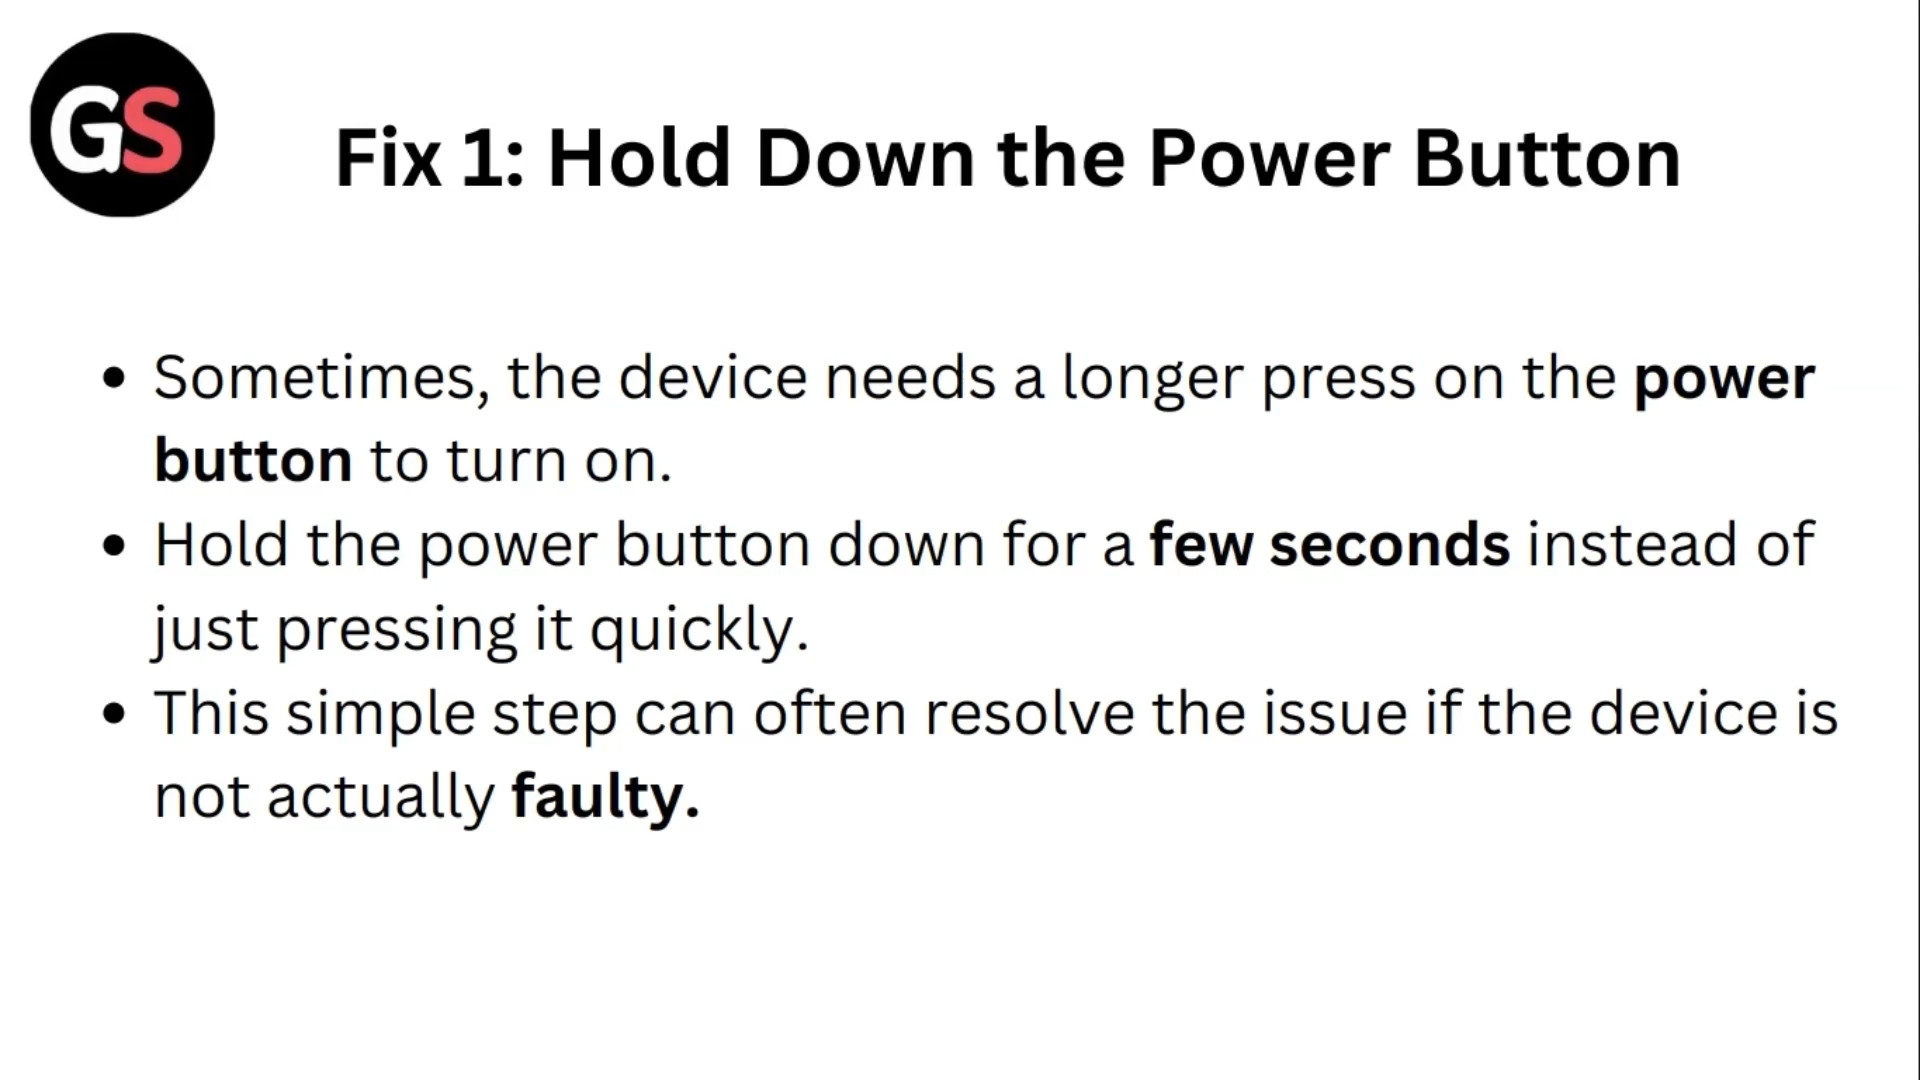 GS
Fix 1: Hold Down the Power Button
• Sometimes, the device needs a longer press on the power
button to turn on.
• Hold the power button down for a few seconds instead of
just pressing it quickly.
• This simple step can often resolve the issue if the device is
not actually faulty.